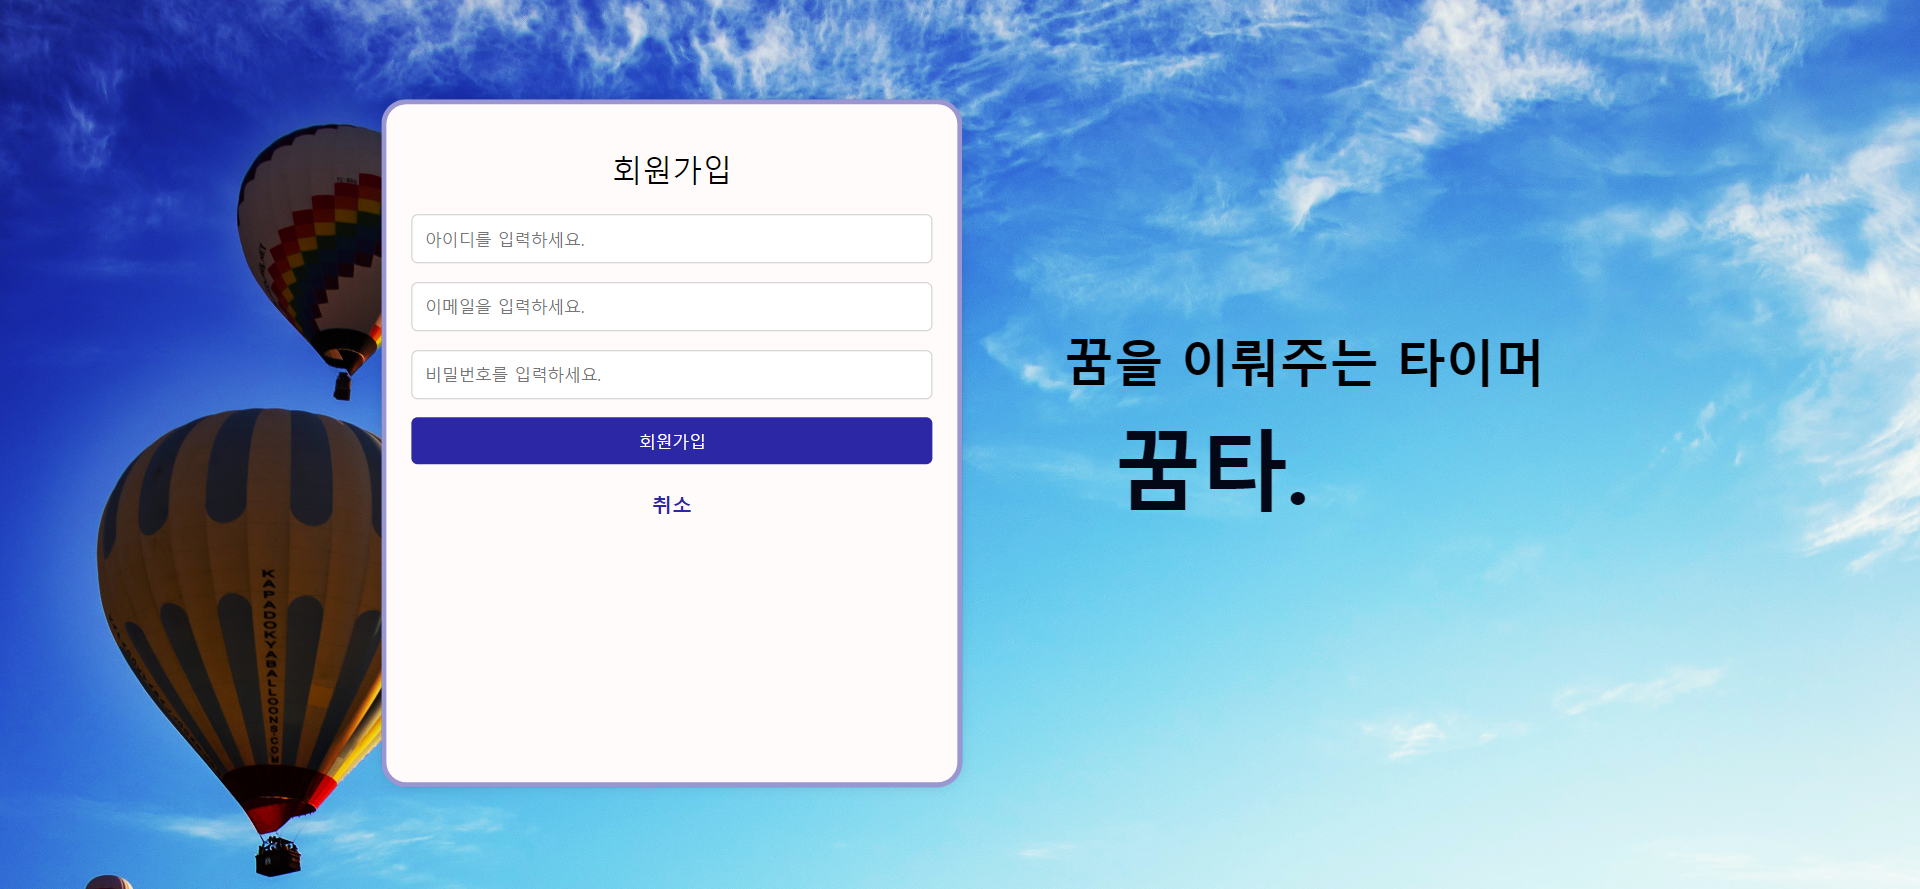 회원가입
아이디를 입력하세요.
이메일을 입력하세요.
비밀번호를 입력하세요.
회원가입
취소
꿈을 이뤄주는 타이머
꿈타.
KAPADOKYABALLOONS.COM